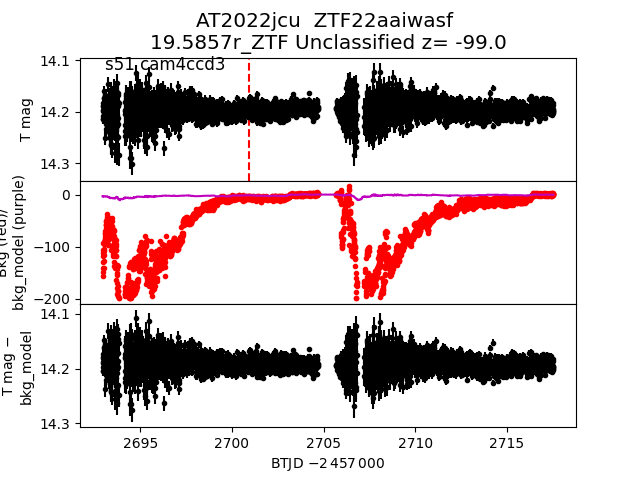 AT2022jcu  ZTF22aaiwasf
19.5857r_ZTF Unclassified z= -99.0
s51 cam4ccd3
14.1
14.2
14.3
T mag
0
−100
−200
Bkg (red)/
bkg_model (purple)
14.1
14.2
14.3
T mag −
bkg_model
2695 2700 2705 2710 2715
BTJD −2 457 000